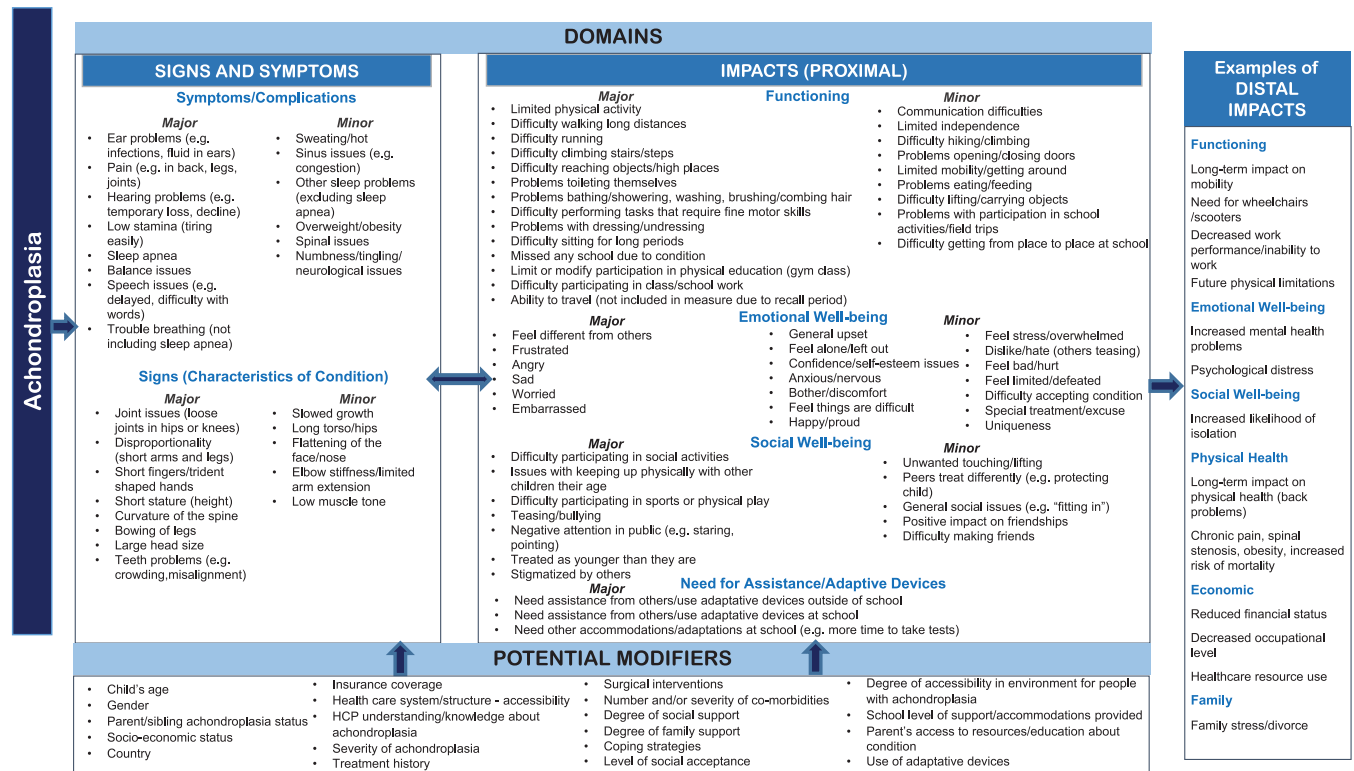 Achondroplasia
DOMAINS
SIGNS AND SYMPTOMS
Symptoms/Complications
Major
• Ear problems (e.g.
infections, fluid in ears)
• Pain (e.g. in back, legs,
joints)
• Hearing problems (e.g.
temporary loss, decline)
• Low stamina (tiring
easily)
• Sleep apnea
• Balance issues
• Speech issues (e.g.
delayed, difficulty with
words)
• Trouble breathing (not
including sleep apnea)
Minor
• Sweating/hot
• Sinus issues (e.g.
congestion)
• Other sleep problems
(excluding sleep
apnea)
• Overweight/obesity
• Spinal issues
• Numbness/tingling/
neurological issues
Signs (Characteristics of Condition)
Major
• Joint issues (loose
joints in hips or knees)
• Disproportionality
(short arms and legs)
• Short fingers/trident
shaped hands
• Short stature (height)
• Curvature of the spine
• Bowing of legs
• Large head size
• Teeth problems (e.g.
crowding,misalignment)
Minor
• Slowed growth
• Long torso/hips
• Flattening of the
face/nose
• Elbow stiffness/limited
arm extension
• Low muscle tone
IMPACTS (PROXIMAL)
Functioning
Major
• Limited physical activity
• Difficulty walking long distances
• Difficulty running
• Difficulty climbing stairs/steps
• Difficulty reaching objects/high places
• Problems toileting themselves
• Problems bathing/showering, washing, brushing/combing hair
• Difficulty performing tasks that require fine motor skills
• Problems with dressing/undressing
• Difficulty sitting for long periods
• Missed any school due to condition
• Limit or modify participation in physical education (gym class)
• Difficulty participating in class/school work
• Ability to travel (not included in measure due to recall period)
Minor
• Communication difficulties
• Limited independence
• Difficulty hiking/climbing
• Problems opening/closing doors
• Limited mobility/getting around
• Problems eating/feeding
• Difficulty lifting/carrying objects
• Problems with participation in school
activities/field trips
• Difficulty getting from place to place at school
Emotional Well-being
Major
• Feel different from others
• Frustrated
• Angry
• Sad
• Worried
• Embarrassed
• General upset
• Feel alone/left out
• Confidence/self-esteem issues
• Anxious/nervous
• Bother/discomfort
• Feel things are difficult
• Happy/proud
Minor
• Feel stress/overwhelmed
• Dislike/hate (others teasing)
• Feel bad/hurt
• Feel limited/defeated
• Difficulty accepting condition
• Special treatment/excuse
• Uniqueness
Social Well-being
Major
• Difficulty participating in social activities
• Issues with keeping up physically with other
children their age
• Difficulty participating in sports or physical play
• Teasing/bullying
• Negative attention in public (e.g. staring,
pointing)
• Treated as younger than they are
• Stigmatized by others
Minor
• Unwanted touching/lifting
• Peers treat differently (e.g. protecting
child)
• General social issues (e.g. “fitting in”)
• Positive impact on friendships
• Difficulty making friends
Need for Assistance/Adaptive Devices
Major
• Need assistance from others/use adaptative devices outside of school
• Need assistance from others/use adaptative devices at school
• Need other accommodations/adaptations at school (e.g. more time to take tests)
Examples of
DISTAL
IMPACTS
Functioning
Long-term impact on
mobility
Need for wheelchairs
/scooters
Decreased work
performance/inability to
work
Future physical limitations
Emotional Well-being
Increased mental health
problems
Psychological distress
Social Well-being
Increased likelihood of
isolation
Physical Health
Long-term impact on
physical health (back
problems)
Chronic pain, spinal
stenosis, obesity, increased
risk of mortality
Economic
Reduced financial status
Decreased occupational
level
Healthcare resource use
Family
Family stress/divorce
POTENTIAL MODIFIERS
• Child’s age
• Gender
• Parent/sibling achondroplasia status
• Socio-economic status
• Country
• Insurance coverage
• Health care system/structure - accessibility
• HCP understanding/knowledge about
achondroplasia
• Severity of achondroplasia
• Treatment history
• Surgical interventions
• Number and/or severity of co-morbidities
• Degree of social support
• Degree of family support
• Coping strategies
• Level of social acceptance
• Degree of accessibility in environment for people
with achondroplasia
• School level of support/accommodations provided
• Parent’s access to resources/education about
condition
• Use of adaptative devices